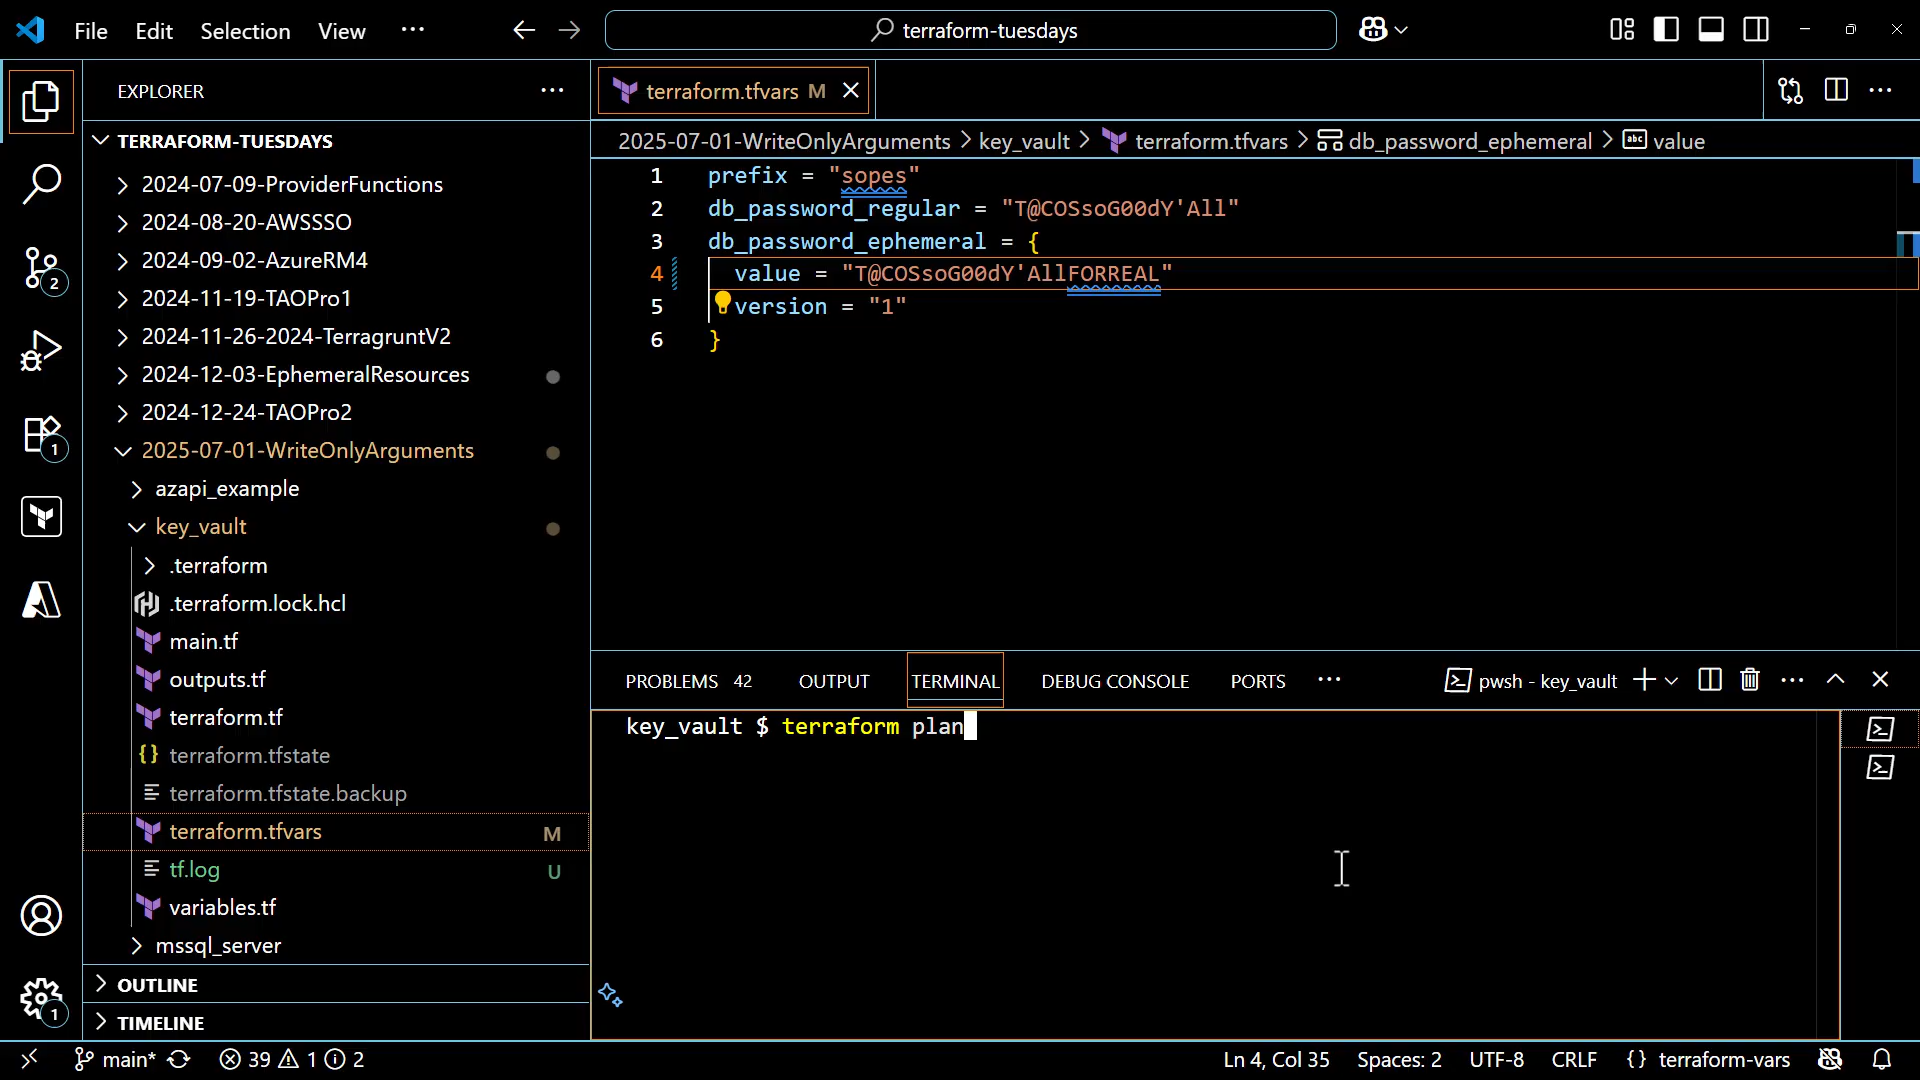 File Edit Selection View ···
terraform-tuesdays
EXPLORER
TERRAFORM-TUESDAYS
2024-07-09-ProviderFunctions
2024-08-20-AWSSSO
2024-09-02-AzureRM4
2024-11-19-TAOPro1
2024-11-26-2024-TerragruntV2
2024-12-03-EphemeralResources
2024-12-24-TAOPro2
2025-07-01-WriteOnlyArguments
azapi_example
key_vault
.terraform
.terraform.lock.hcl
main.tf
outputs.tf
terraform.tf
{} terraform.tfstate
terraform.tfstate.backup
terraform.tfvars M
tf.log U
variables.tf
mssql_server
OUTLINE
TIMELINE
2
1
1
terraform.tfvars M
2025-07-01-WriteOnlyArguments > key_vault > terraform.tfvars > db_password_ephemeral > abc value
1 prefix = "sopes"
2 db_password_regular = "T@COSsoG00dY'All"
3 db_password_ephemeral = {
4 value = "T@COSsoG00dY'AllFORREAL"
5 version = "1"
6 }
PROBLEMS 42 OUTPUT TERMINAL DEBUG CONSOLE PORTS ··· pwsh - key_vault
key_vault $ terraform plan
main* 39 1 2 Ln 4, Col 35 Spaces: 2 UTF-8 CRLF {} terraform-vars